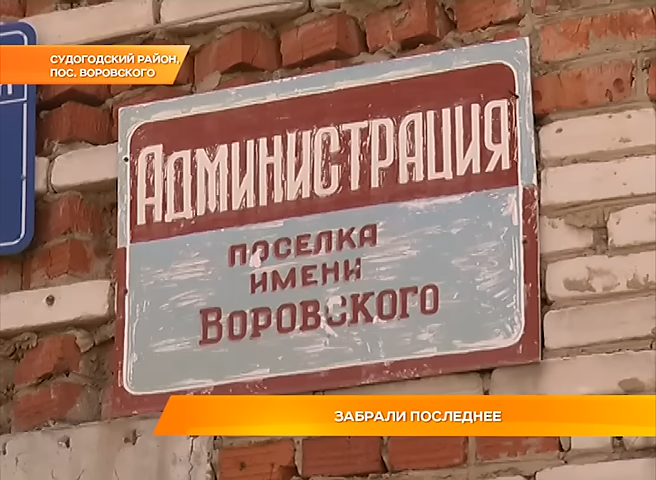 СУДОГОДСКИЙ РАЙОН,
ПОС. ВОРОВСКОГО
АДМИНИСТРАЦИЯ
ПОСЕЛКА
ИМЕНИ
ВОРОВСКОГО
ЗАБРАЛИ ПОСЛЕДНЕЕ